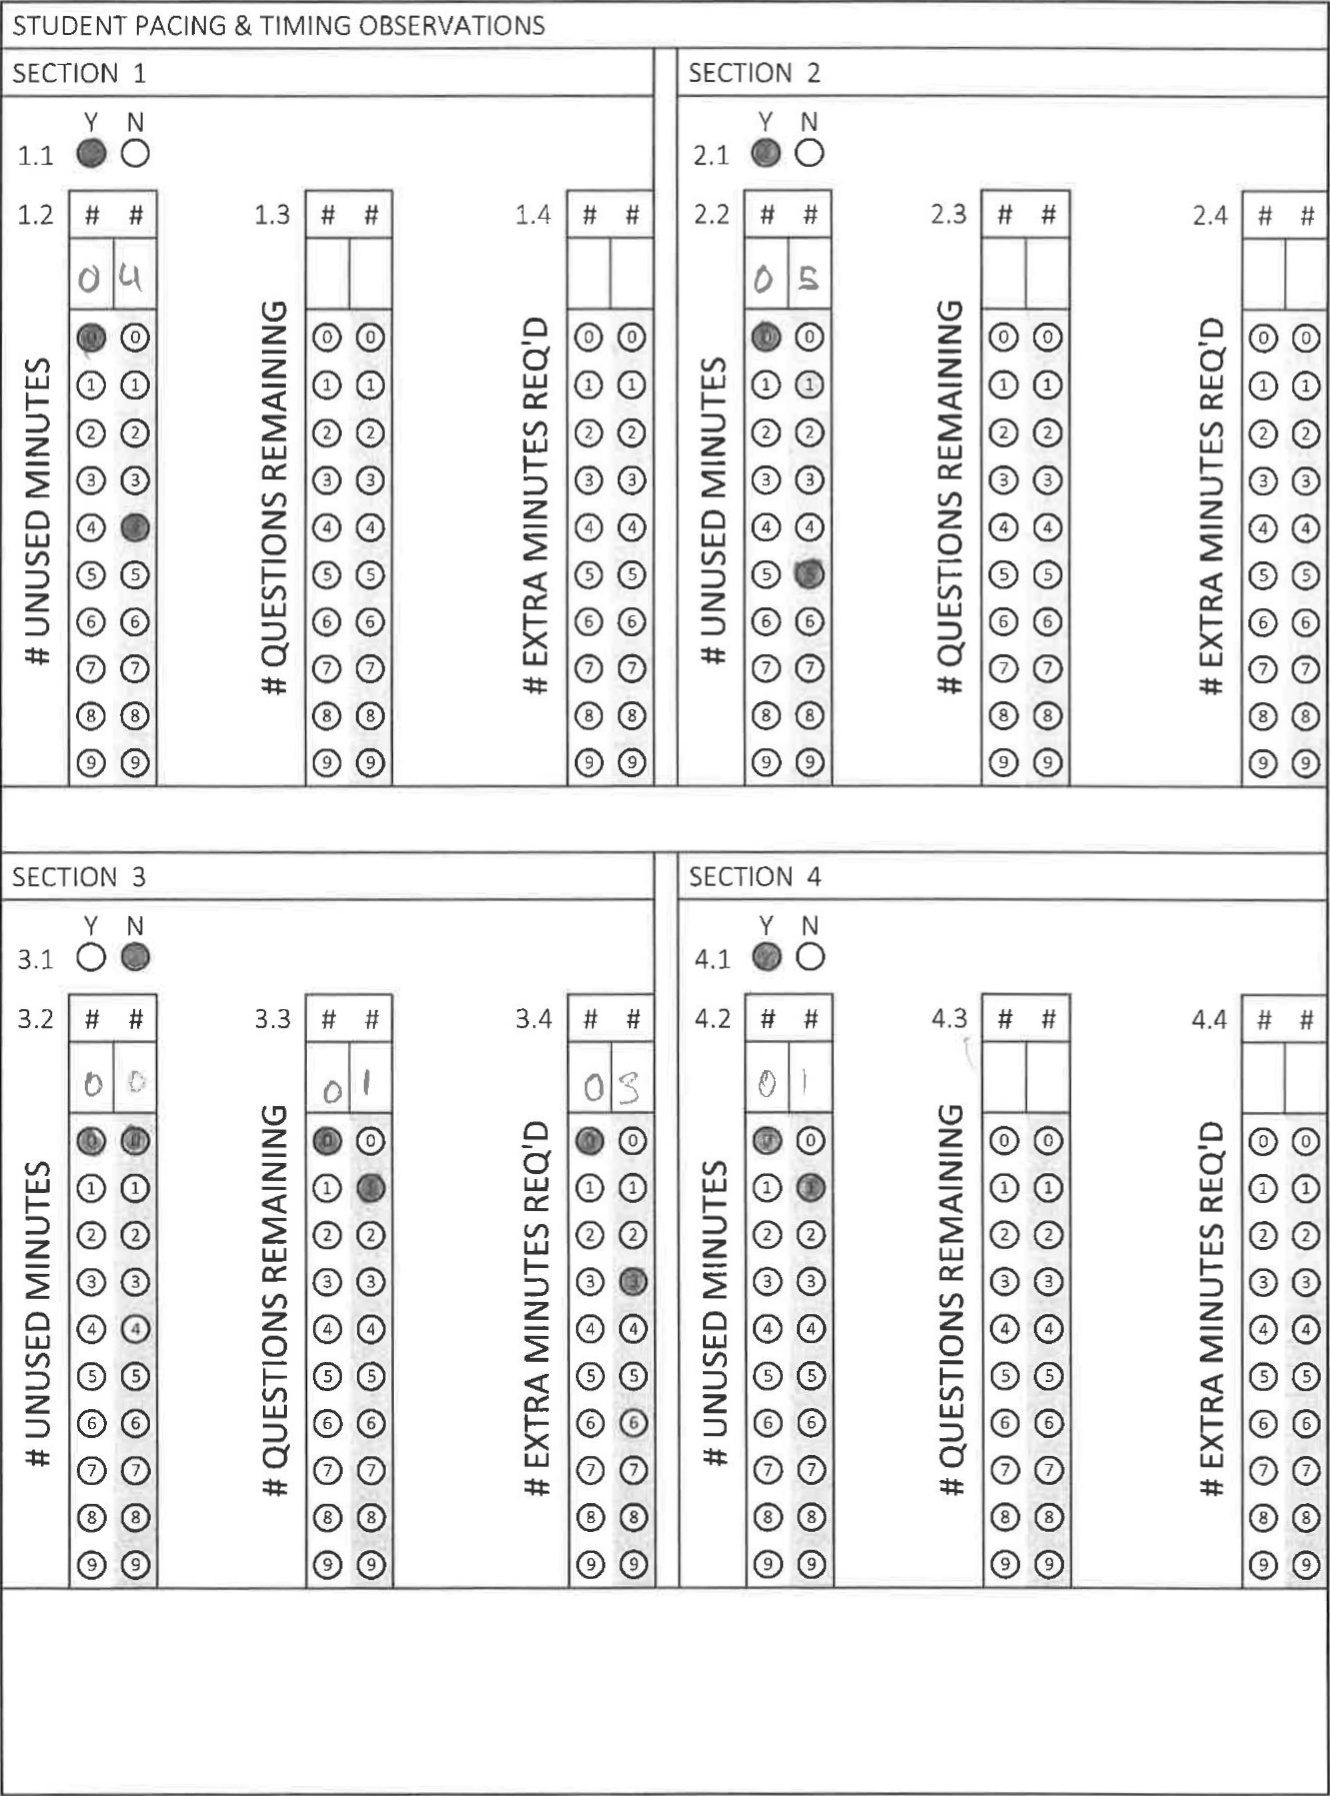 STUDENT PACING & TIMING OBSERVATIONS
SECTION 1
Y N
1.1
1.2 # # 1.3 # # 1.4 # #
0 4
# UNUSED MINUTES
# QUESTIONS REMAINING
# EXTRA MINUTES REQ'D
0 0 0 0 0 0
1 1 1 1 1 1
2 2 2 2 2 2
3 3 3 3 3 3
4 4 4 4 4
5 5 5 5 5 5
6 6 6 6 6 6
7 7 7 7 7 7
8 8 8 8 8 8
9 9 9 9 9 9
SECTION 2
Y N
2.1
2.2 # # 2.3 # # 2.4 # #
0 5
# UNUSED MINUTES
# QUESTIONS REMAINING
# EXTRA MINUTES REQ'D
0 0 0 0 0
1 1 1 1 1 1
2 2 2 2 2 2
3 3 3 3 3 3
4 4 4 4 4 4
5 5 5 5 5 5
6 6 6 6 6 6
7 7 7 7 7 7
8 8 8 8 8 8
9 9 9 9 9 9
SECTION 3
Y N
3.1
3.2 # # 3.3 # # 3.4 # #
0 0 0 1 0 3
# UNUSED MINUTES
# QUESTIONS REMAINING
# EXTRA MINUTES REQ'D
0 0 0 0 0 0
1 1 1 1 1
2 2 2 2 2 2
3 3 3 3 3 3
4 4 4 4 4 4
5 5 5 5 5 5
6 6 6 6 6 6
7 7 7 7 7 7
8 8 8 8 8 8
9 9 9 9 9 9
SECTION 4
Y N
4.1
4.2 # # 4.3 # # 4.4 # #
0 1
# UNUSED MINUTES
# QUESTIONS REMAINING
# EXTRA MINUTES REQ'D
0 0 0 0 0 0
1 1 1 1 1 1
2 2 2 2 2 2
3 3 3 3 3 3
4 4 4 4 4 4
5 5 5 5 5 5
6 6 6 6 6 6
7 7 7 7 7 7
8 8 8 8 8 8
9 9 9 9 9 9